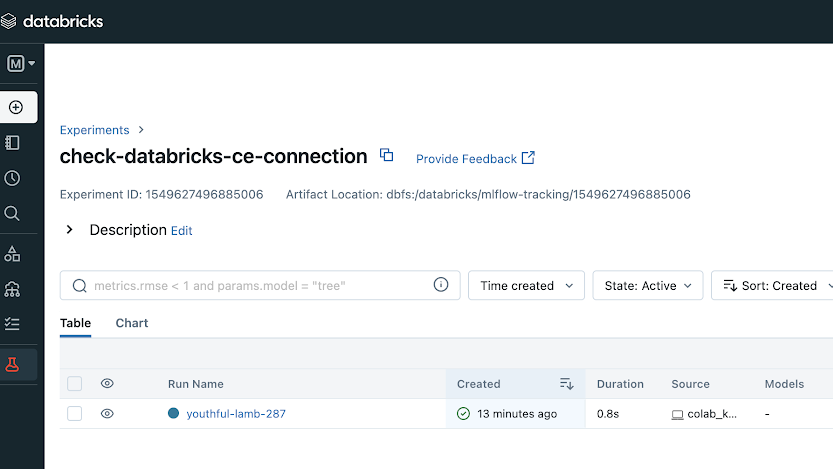 databricks
M
Experiments
check-databricks-ce-connection Provide Feedback
Experiment ID: 1549627496885006 Artifact Location: dbfs:/databricks/mlflow-tracking/1549627496885006
Description Edit
metrics.rmse < 1 and params.model = "tree" Time created State: Active Sort: Created
Table Chart
Run Name Created Duration Source Models
youthful-lamb-287 13 minutes ago 0.8s colab_k... -